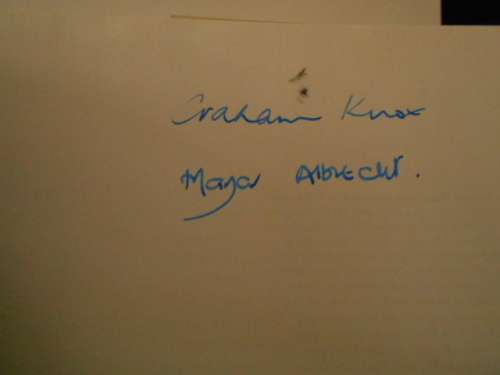 Graham Knox
Major Albrecht.